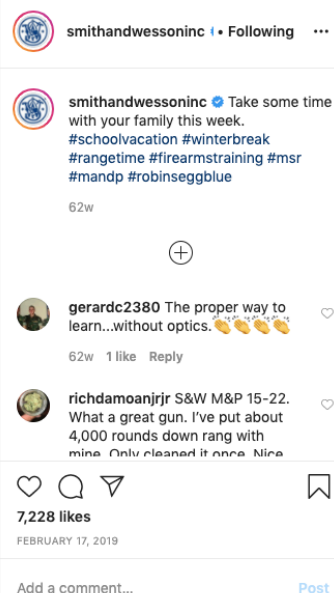 smithandwessoninc • Following ...
smithandwessoninc Take some time
with your family this week.
#schoolvacation #winterbreak
#rangetime #firearmstraining #msr
#mandp #robinseggblue
62w
gerardc2380 The proper way to
learn...without optics.👏👏👏👏
62w 1 like Reply
richdamoanjrjr S&W M&P 15-22.
What a great gun. I've put about
4,000 rounds down rang with
mine. Only cleaned it once. Nice
7,228 likes
FEBRUARY 17, 2019
Add a comment... Post